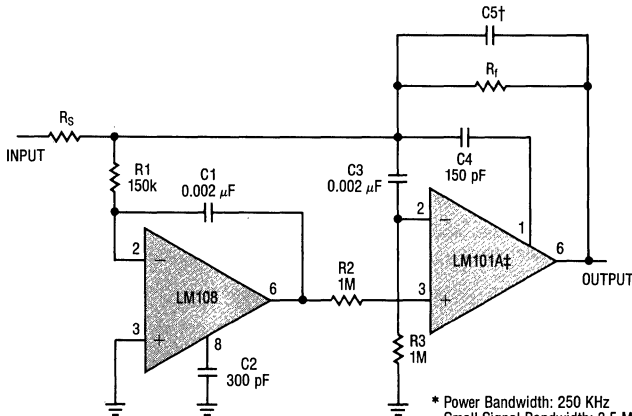 C5†
Rf
RS
INPUT
R1
150k
C1
0.002 µF
C3
0.002 µF
C4
150 pF
2
LM108
6
3
8
C2
300 pF
R2
1M
2
1
LM101A‡
6
OUTPUT
3
R3
1M
* Power Bandwidth: 250 KHz